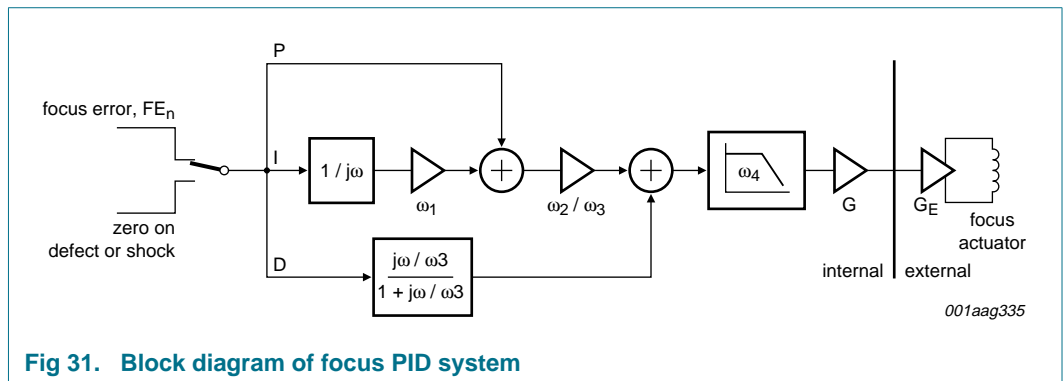 P
focus error, FEn
I
1 / jω
ω1
ω2 / ω3
ω4
G
GE
zero on
defect or shock
D
jω / ω3
1 + jω / ω3
internal
external
focus
actuator
001aag335
Fig 31. Block diagram of focus PID system